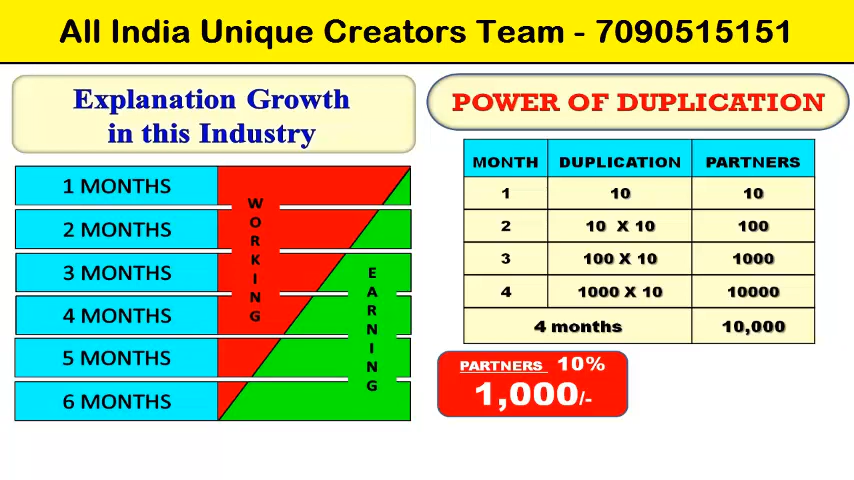 All India Unique Creators Team - 7090515151
Explanation Growth
in this Industry
1 MONTHS
2 MONTHS
3 MONTHS
4 MONTHS
5 MONTHS
6 MONTHS
WORKING
EARNING
POWER OF DUPLICATION
MONTH DUPLICATION PARTNERS
1 10 10
2 10 X 10 100
3 100 X 10 1000
4 1000 X 10 10000
4 months 10,000
PARTNERS 10%
1,000/-